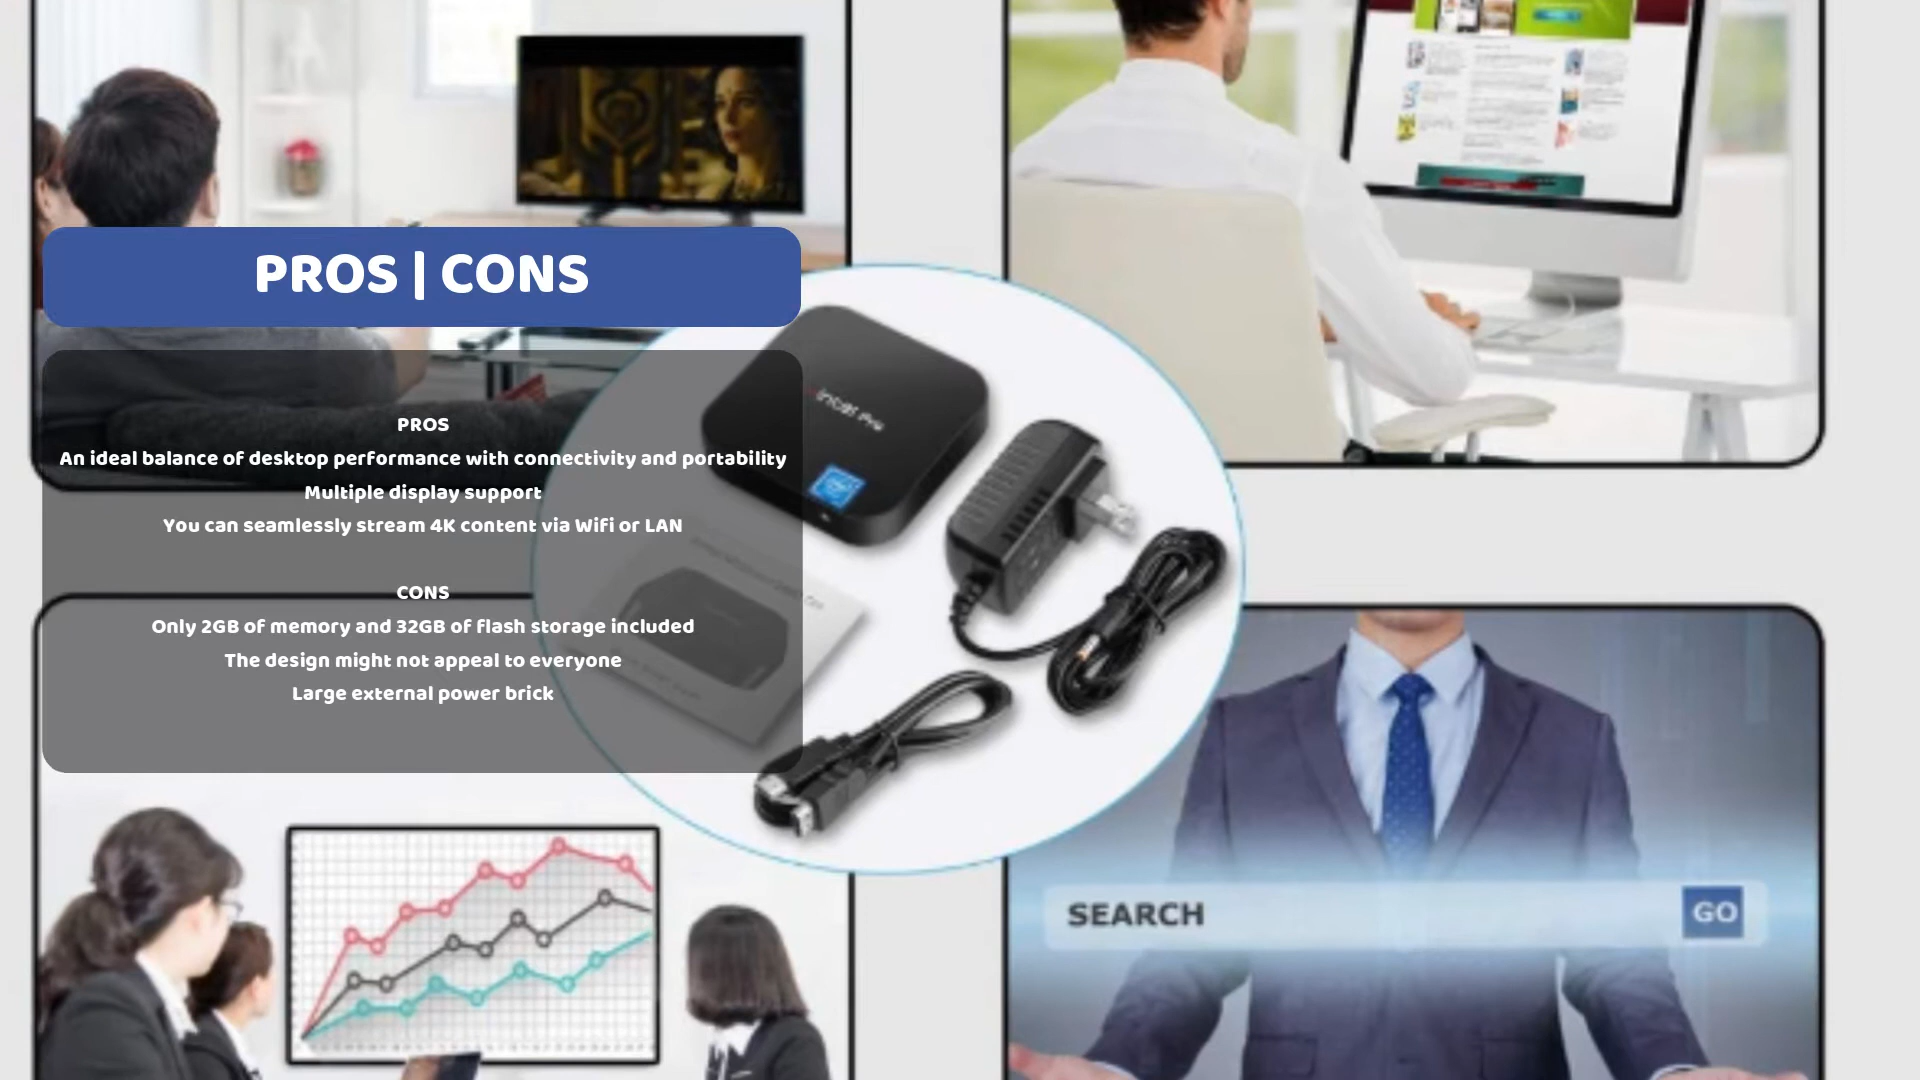 PROS | CONS
PROS
An ideal balance of desktop performance with connectivity and portability
Multiple display support
You can seamlessly stream 4K content via Wifi or LAN
CONS
Only 2GB of memory and 32GB of flash storage included
The design might not appeal to everyone
Large external power brick
SEARCH
GO